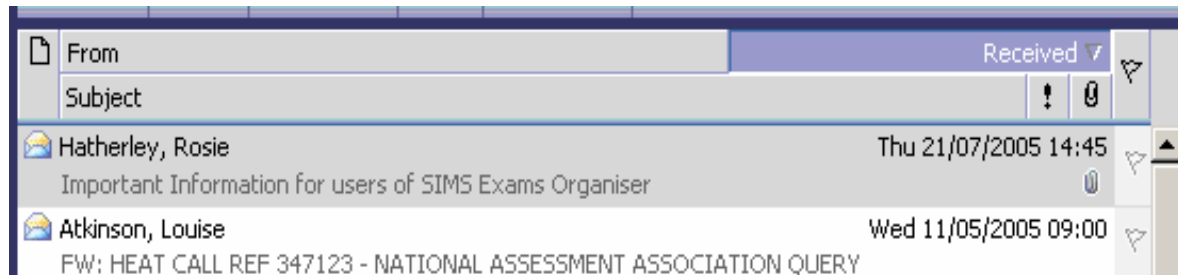 From Received
Subject !
Hatherley, Rosie Thu 21/07/2005 14:45
Important Information for users of SIMS Exams Organiser
Atkinson, Louise Wed 11/05/2005 09:00
FW: HEAT CALL REF 347123 - NATIONAL ASSESSMENT ASSOCIATION QUERY